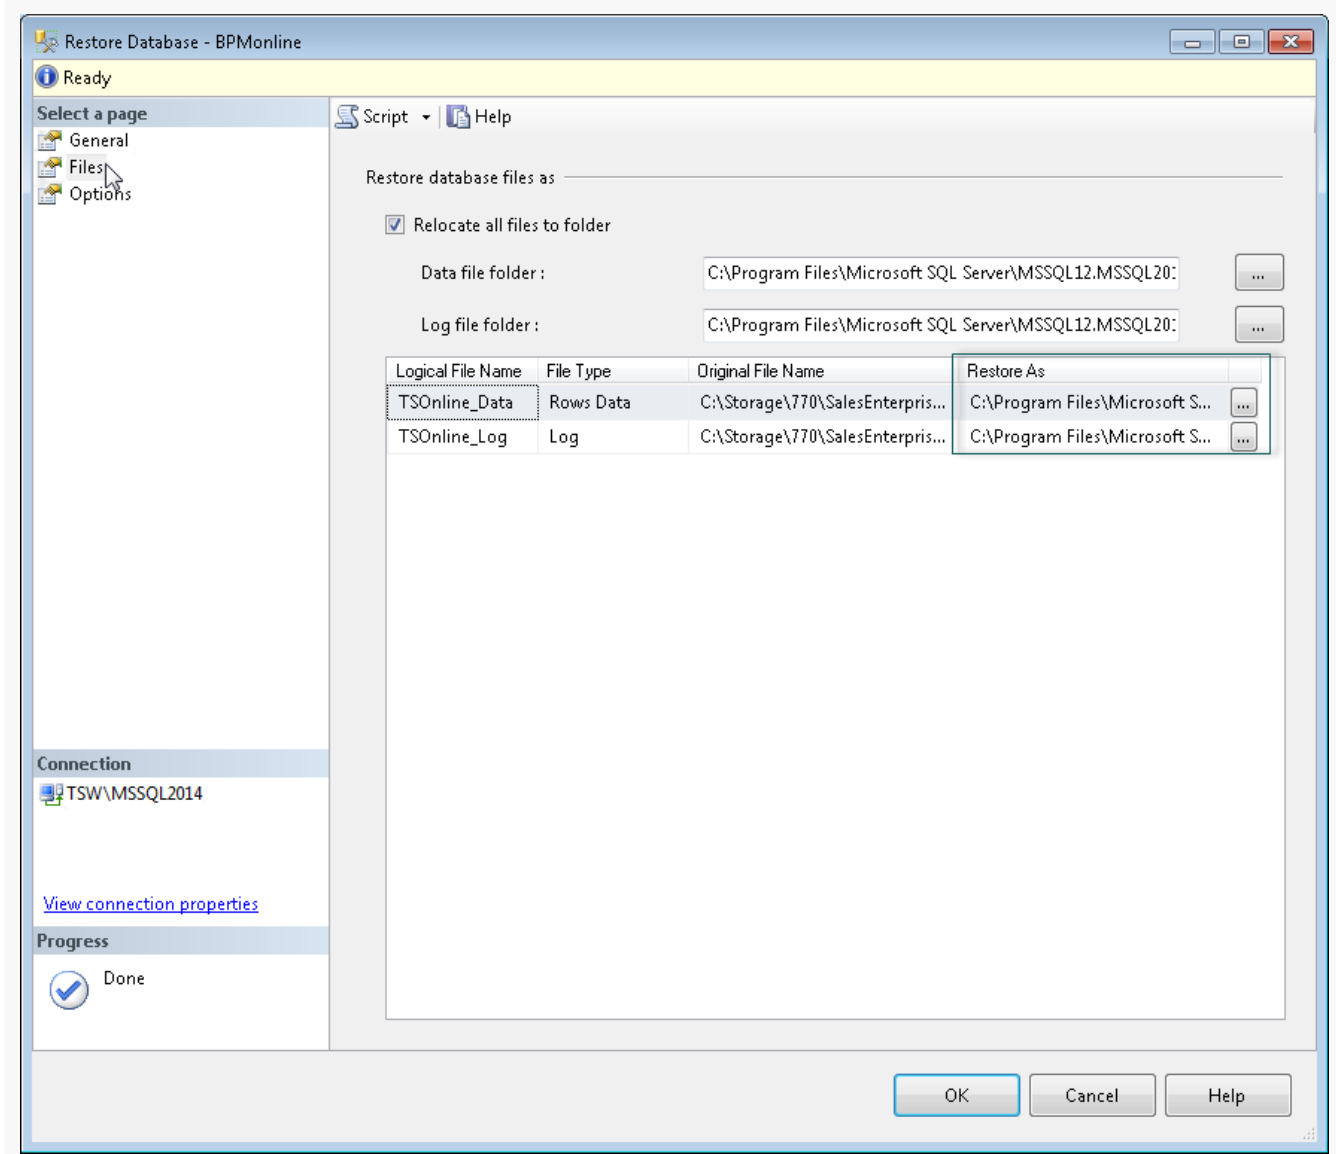 Restore Database - BPMonline
Ready
Select a page
General
Files
Options
Script
Help
Restore database files as
Relocate all files to folder
Data file folder :
C:\Program Files\Microsoft SQL Server\MSSQL12.MSSQL20
...
Log file folder :
C:\Program Files\Microsoft SQL Server\MSSQL12.MSSQL20
...
Logical File Name File Type Original File Name Restore As
TSOnline_Data Rows Data C:\Storage\770\SalesEnterpris... C:\Program Files\Microsoft S... ...
TSOnline_Log Log C:\Storage\770\SalesEnterpris... C:\Program Files\Microsoft S... ...
Connection
TSW\MSSQL2014
View connection properties
Progress
Done
OK Cancel Help